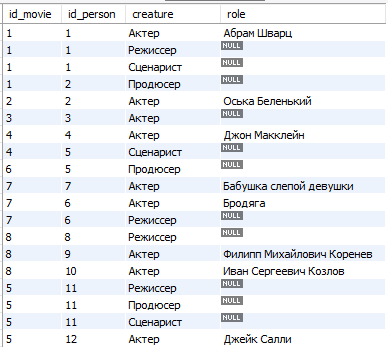 id_movie id_person creature role
1 1 Актер Абрам Шварц
1 1 Режиссер NULL
1 1 Сценарист NULL
1 2 Продюсер NULL
2 2 Актер Оська Беленький
3 3 Актер NULL
4 4 Актер Джон Макклейн
4 5 Сценарист NULL
6 5 Продюсер NULL
7 7 Актер Бабушка слепой девушки
7 6 Актер Бродяга
7 6 Режиссер NULL
8 8 Режиссер NULL
8 9 Актер Филипп Михайлович Коренев
8 10 Актер Иван Сергеевич Козлов
5 11 Режиссер NULL
5 11 Продюсер NULL
5 11 Сценарист NULL
5 12 Актер Джейк Салли